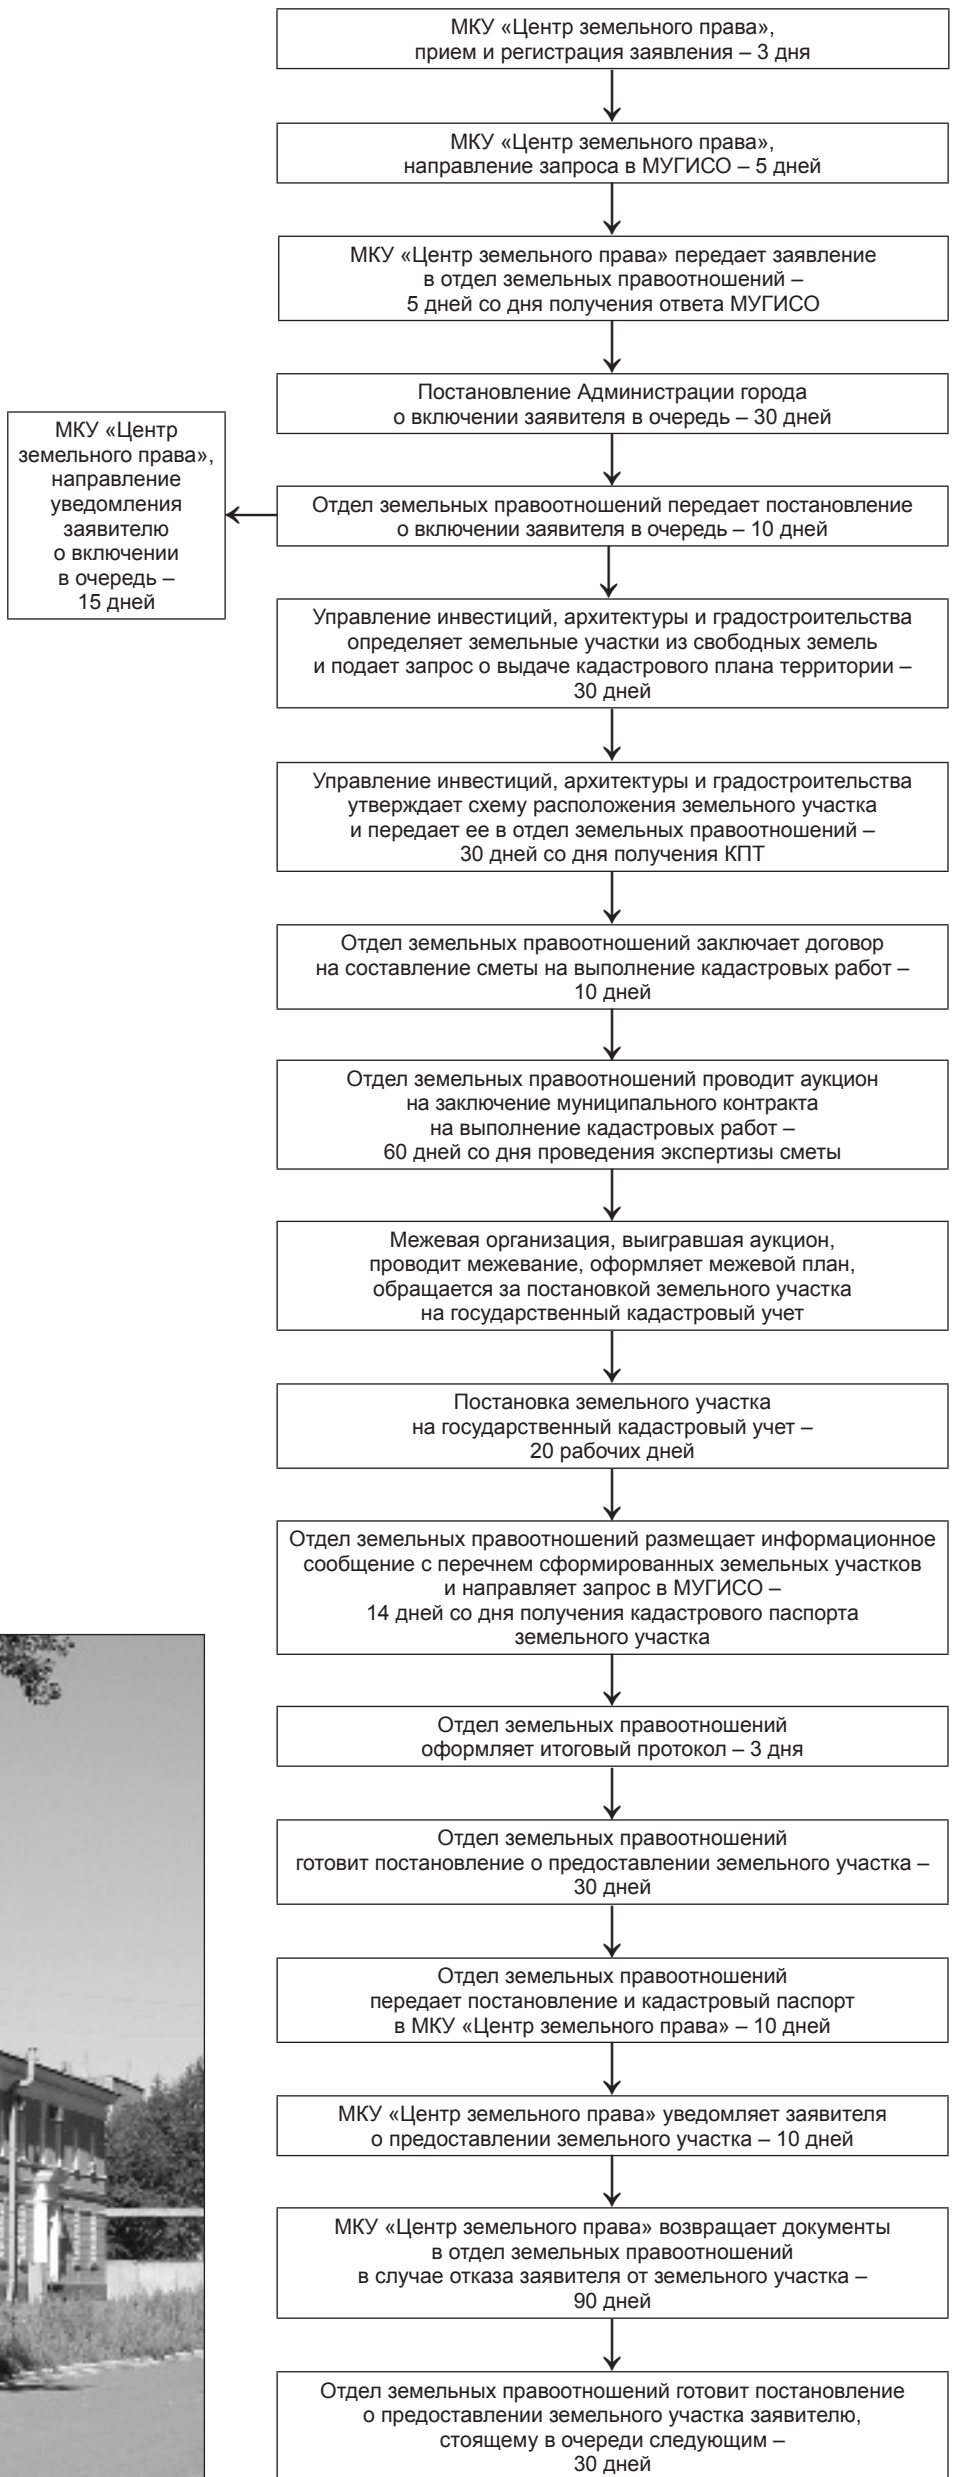 МКУ «Центр земельного права»,
прием и регистрация заявления – 3 дня
МКУ «Центр земельного права»,
направление запроса в МУГИСО – 5 дней
МКУ «Центр земельного права» передает заявление
в отдел земельных правоотношений –
5 дней со дня получения ответа МУГИСО
Постановление Администрации города
о включении заявителя в очередь – 30 дней
МКУ «Центр
земельного права»,
направление
уведомления
заявителю
о включении
в очередь –
15 дней
Отдел земельных правоотношений передает постановление
о включении заявителя в очередь – 10 дней
Управление инвестиций, архитектуры и градостроительства
определяет земельные участки из свободных земель
и подает запрос о выдаче кадастрового плана территории –
30 дней
Управление инвестиций, архитектуры и градостроительства
утверждает схему расположения земельного участка
и передает ее в отдел земельных правоотношений –
30 дней со дня получения КПТ
Отдел земельных правоотношений заключает договор
на составление сметы на выполнение кадастровых работ –
10 дней
Отдел земельных правоотношений проводит аукцион
на заключение муниципального контракта
на выполнение кадастровых работ –
60 дней со дня проведения экспертизы сметы
Межевая организация, выигравшая аукцион,
проводит межевание, оформляет межевой план,
обращается за постановкой земельного участка
на государственный кадастровый учет
Постановка земельного участка
на государственный кадастровый учет –
20 рабочих дней
Отдел земельных правоотношений размещает информационное
сообщение с перечнем сформированных земельных участков
и направляет запрос в МУГИСО –
14 дней со дня получения кадастрового паспорта
земельного участка
Отдел земельных правоотношений
оформляет итоговый протокол – 3 дня
Отдел земельных правоотношений
готовит постановление о предоставлении земельного участка –
30 дней
Отдел земельных правоотношений
передает постановление и кадастровый паспорт
в МКУ «Центр земельного права» – 10 дней
МКУ «Центр земельного права» уведомляет заявителя
о предоставлении земельного участка – 10 дней
МКУ «Центр земельного права» возвращает документы
в отдел земельных правоотношений
в случае отказа заявителя от земельного участка –
90 дней
Отдел земельных правоотношений готовит постановление
о предоставлении земельного участка заявителю,
стоящему в очереди следующим –
30 дней